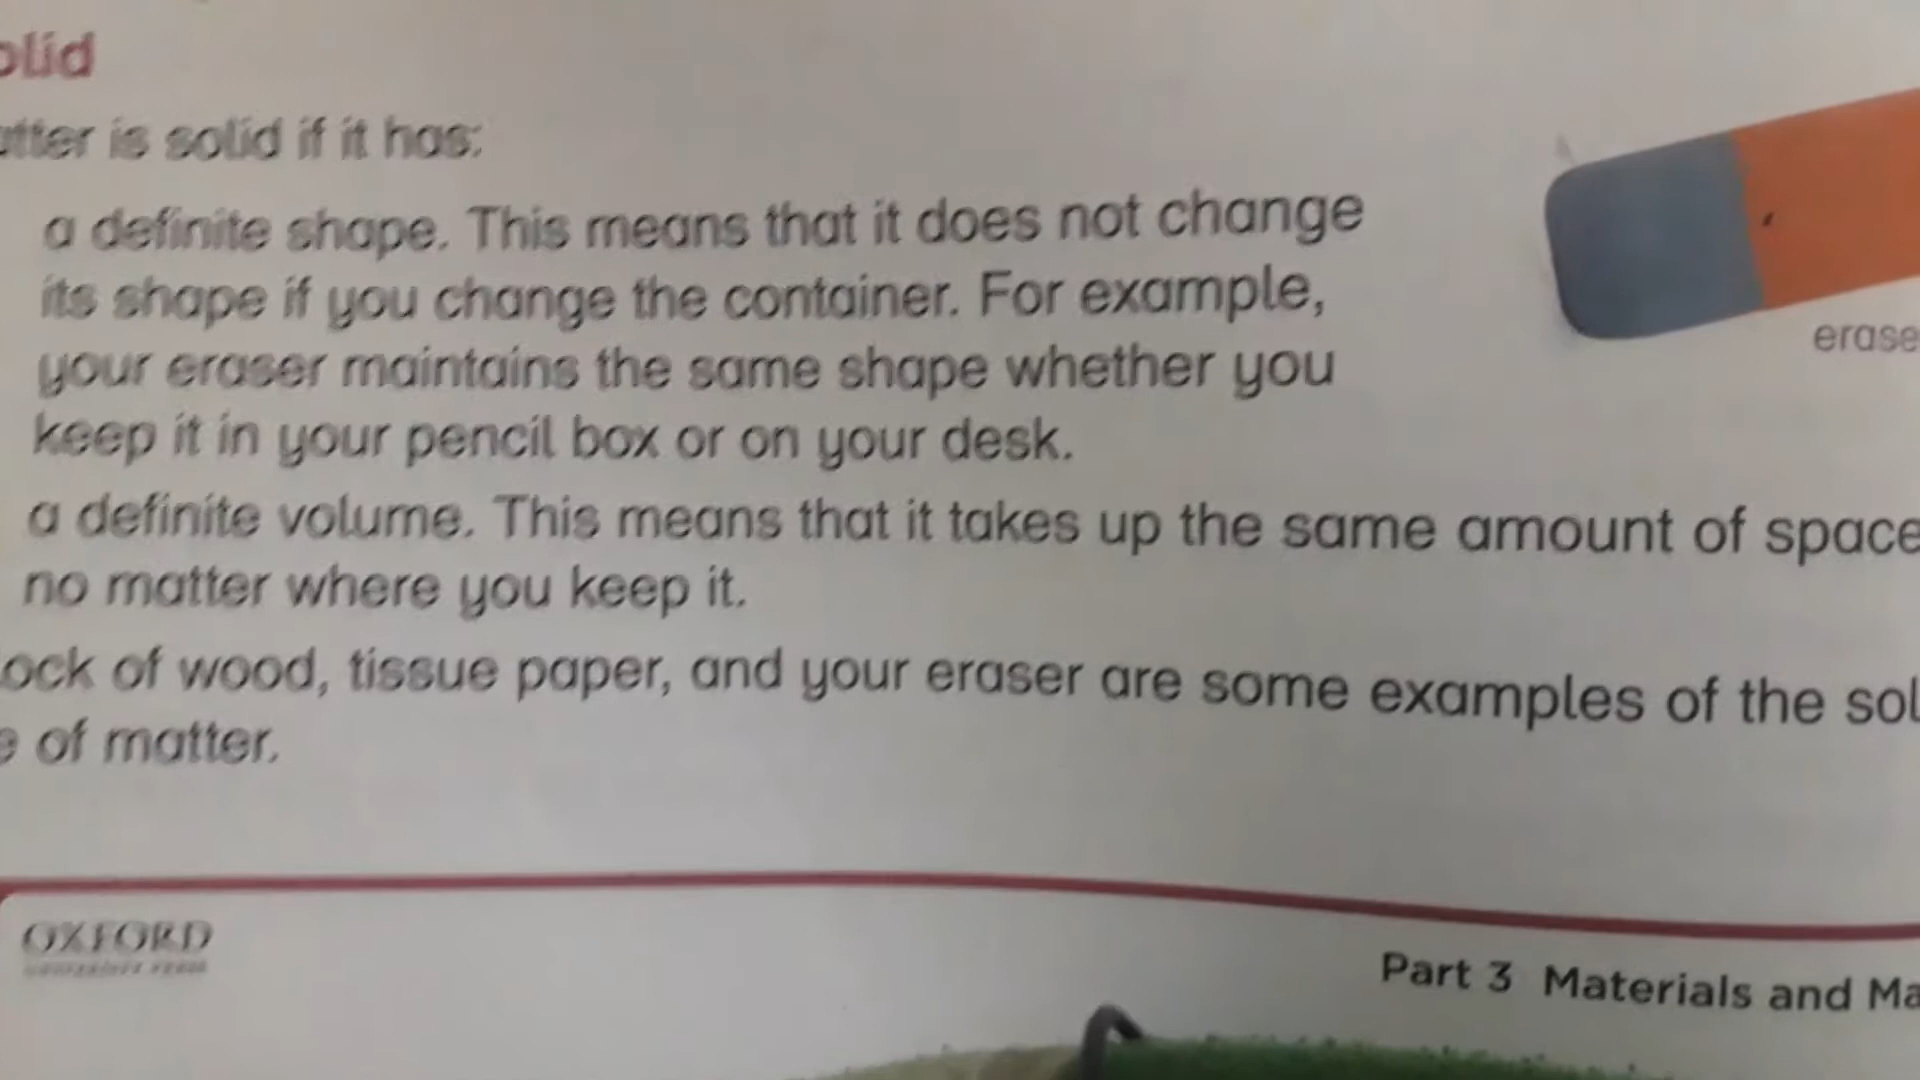 olid
atter is solid if it has:
a definite shape. This means that it does not change
its shape if you change the container. For example,
your eraser maintains the same shape whether you
keep it in your pencil box or on your desk.
erase
a definite volume. This means that it takes up the same amount of space
no matter where you keep it.
ock of wood, tissue paper, and your eraser are some examples of the sol
e of matter.
OXFORD
UNIVERSITY PRESS
Part 3 Materials and Ma